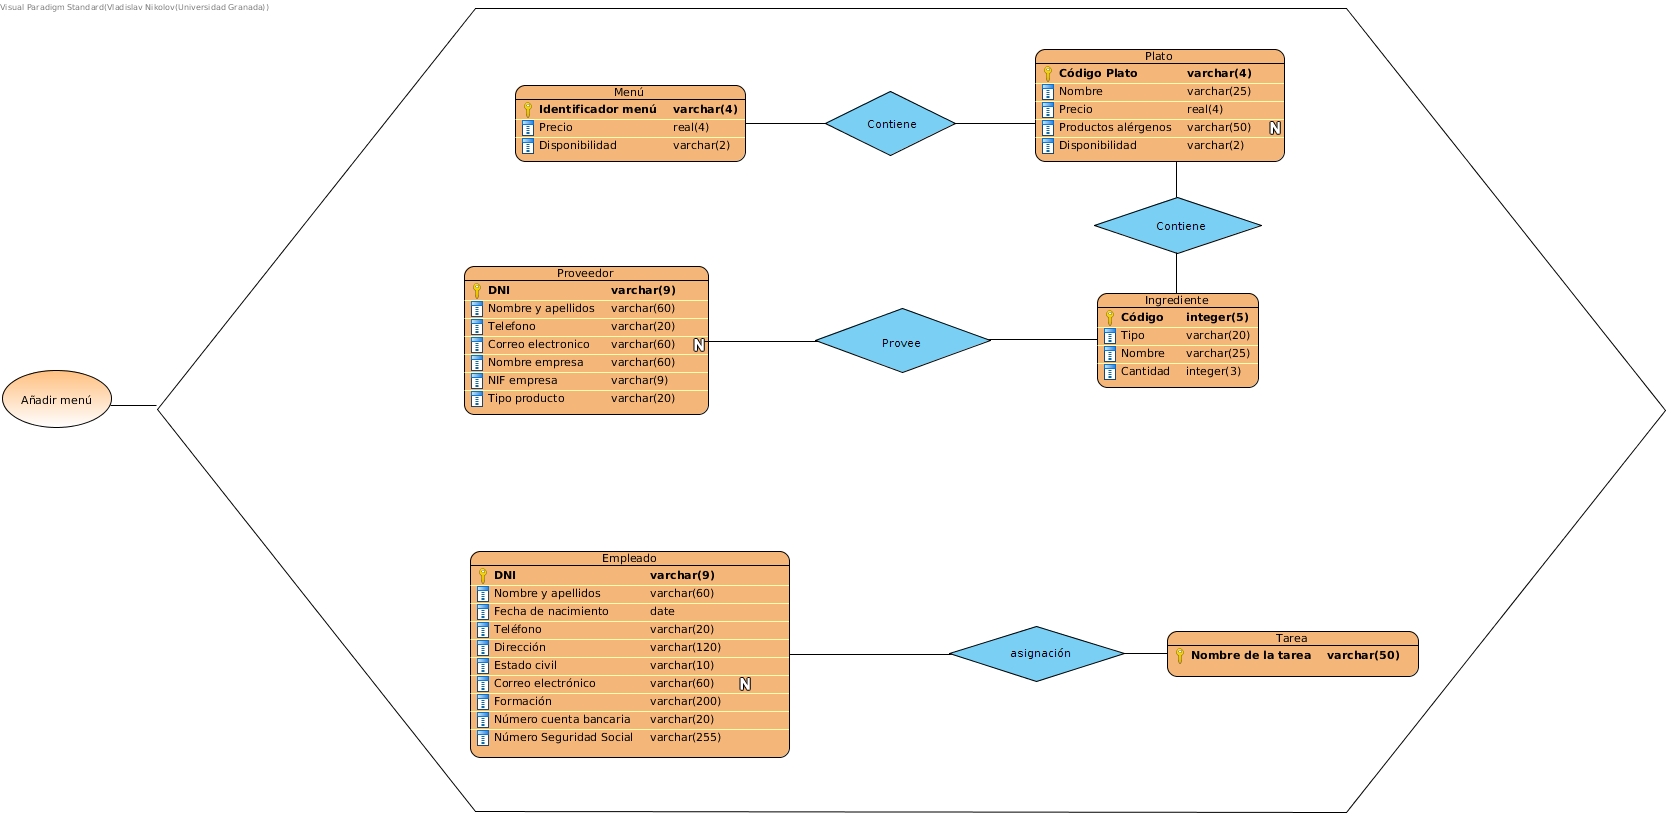 Visual Paradigm Standard(Vladislav Nikolov(Universidad Granada))
Menú
Identificador menú varchar(4)
Precio real(4)
Disponibilidad varchar(2)
Contiene
Plato
Código Plato varchar(4)
Nombre varchar(25)
Precio real(4)
Productos alérgenos varchar(50) N
Disponibilidad varchar(2)
Contiene
Proveedor
DNI varchar(9)
Nombre y apellidos varchar(60)
Telefono varchar(20)
Correo electronico varchar(60) N
Nombre empresa varchar(60)
NIF empresa varchar(9)
Tipo producto varchar(20)
Provee
Ingrediente
Código integer(5)
Tipo varchar(20)
Nombre varchar(25)
Cantidad integer(3)
Añadir menú
Empleado
DNI varchar(9)
Nombre y apellidos varchar(60)
Fecha de nacimiento date
Teléfono varchar(20)
Dirección varchar(120)
Estado civil varchar(10)
Correo electrónico varchar(60) N
Formación varchar(200)
Número cuenta bancaria varchar(20)
Número Seguridad Social varchar(255)
asignación
Tarea
Nombre de la tarea varchar(50)